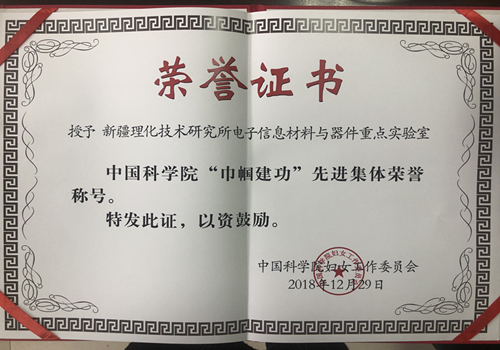 荣誉证书
授予 新疆理化技术研究所电子信息材料与器件重点实验室
中国科学院“巾帼建功”先进集体荣誉
称号。
特发此证，以资鼓励。
中国科学院妇女工作委员会
2018年12月29日